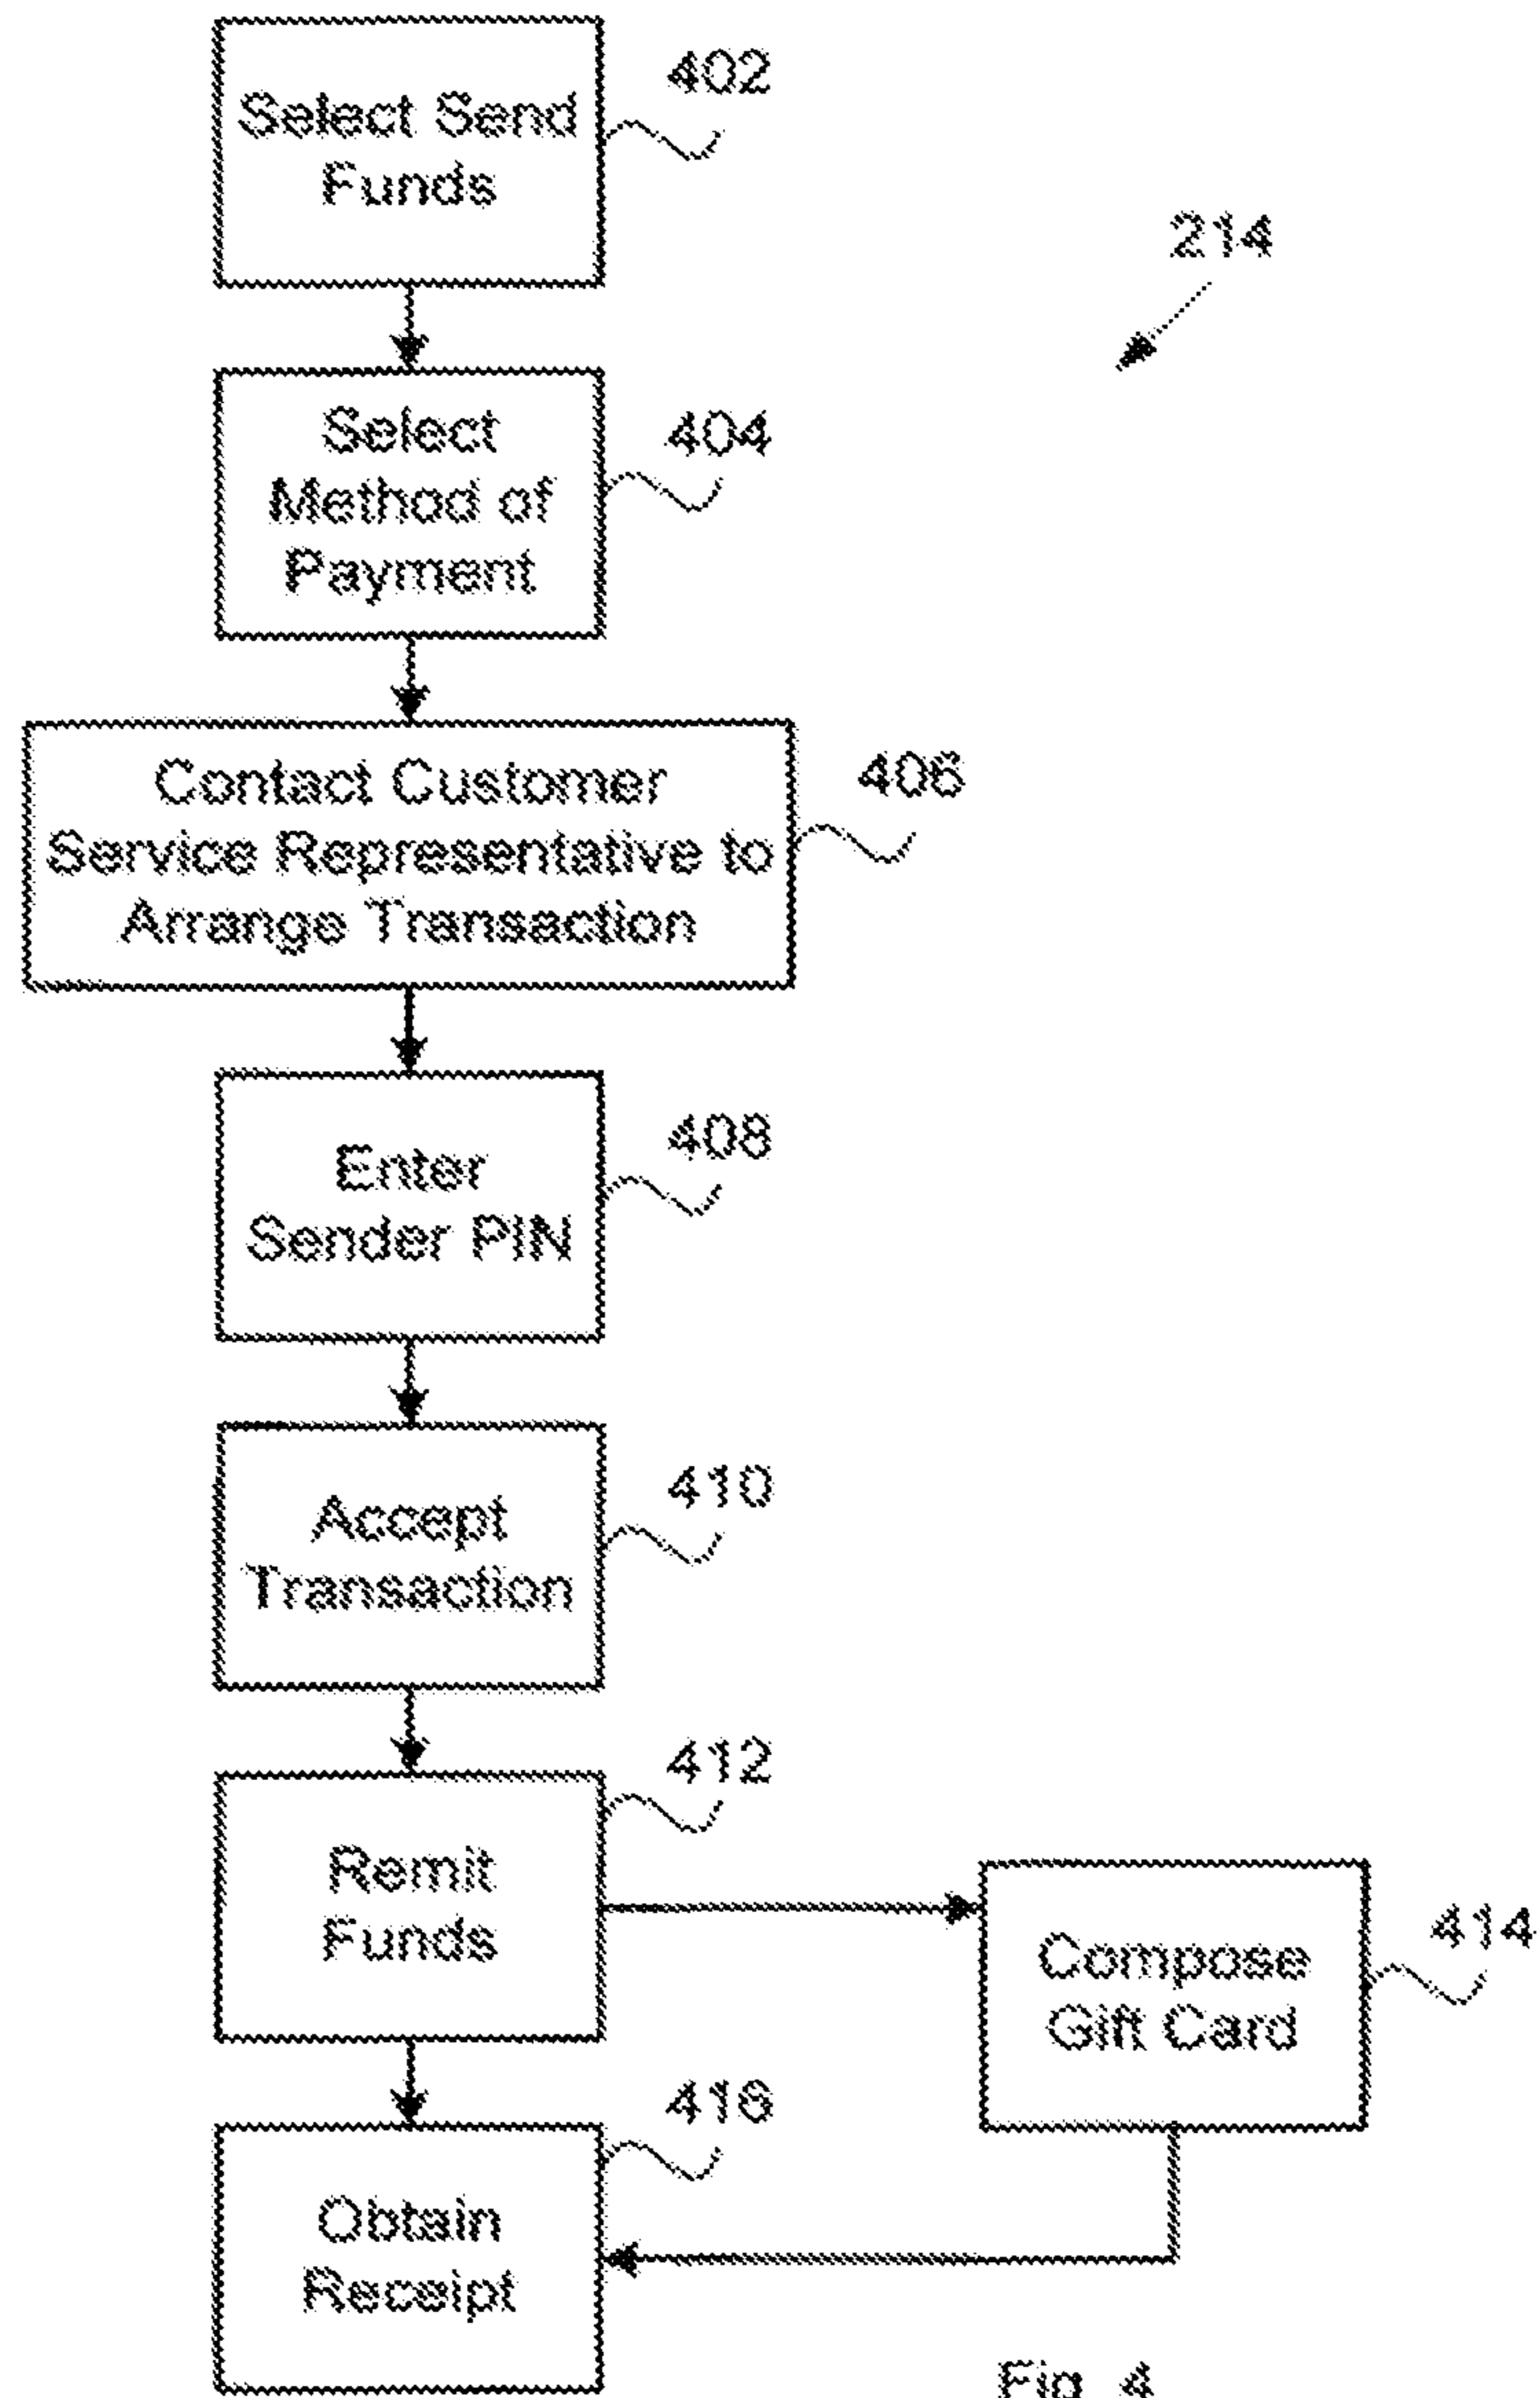 402
Select Send
Funds
214
404
Select
Method of
Payment
406
Contact Customer
Service Representative to
Arrange Transaction
408
Enter
Sender PIN
410
Accept
Transaction
412
Remit
Funds
414
Compose
Gift Card
416
Obtain
Receipt
Fig. 4